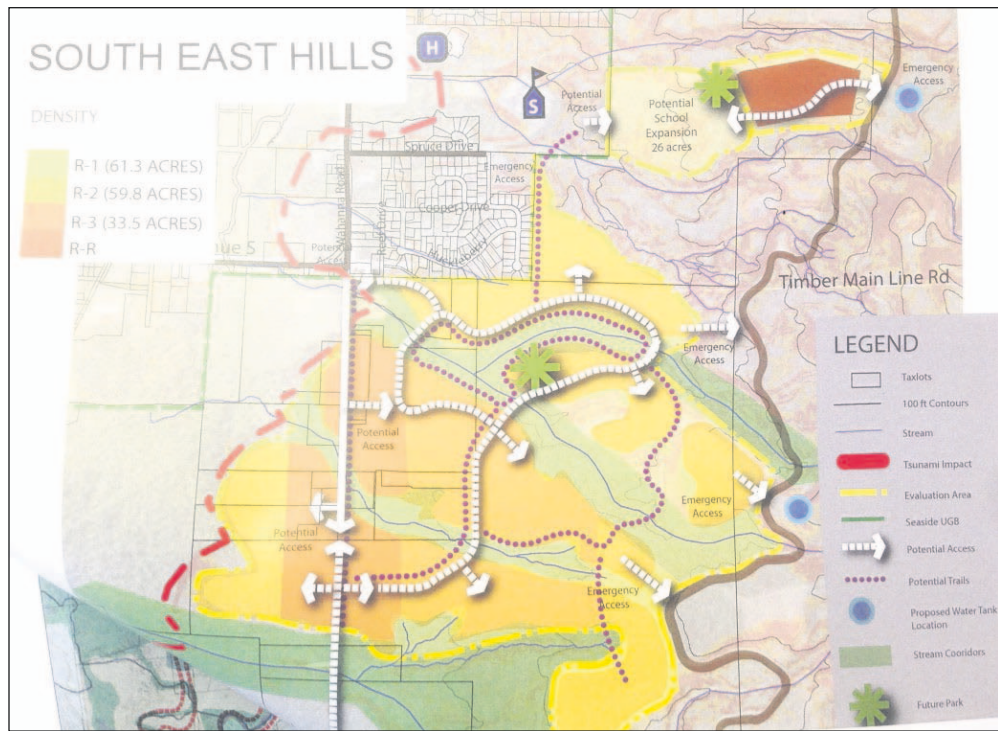 SOUTH EAST HILLS
H
DENSITY
R-1 (61.3 ACRES)
R-2 (59.8 ACRES)
R-3 (33.5 ACRES)
R-R
S
Potential
Access
Potential
School
Expansion
26 acres
Emergency
Access
Spruce Drive
Emergency
Access
Wahanna Road
Cooper Drive
Timber Main Line Rd
Emergency
Access
Potential
Access
Emergency
Access
Potential
Access
Emergency
Access
LEGEND
Taxlots
100 ft Contours
Stream
Tsunami Impact
Evaluation Area
Seaside UGB
Potential Access
Potential Trails
Proposed Water Tank
Location
Stream Cooridors
Future Park